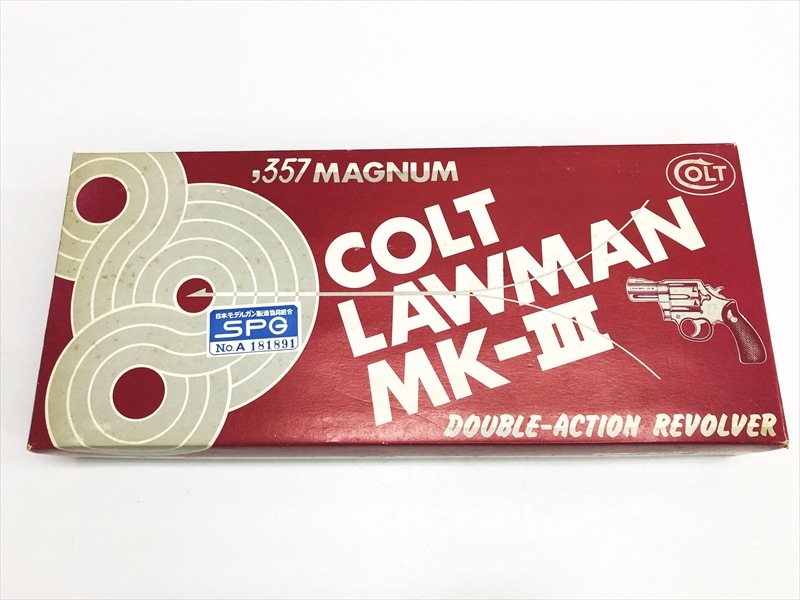 ,357 MAGNUM
COLT
COLT
LAWMAN
MK-III
日本モデルガン製造協同組合
SPG
No.A 181891
DOUBLE-ACTION REVOLVER